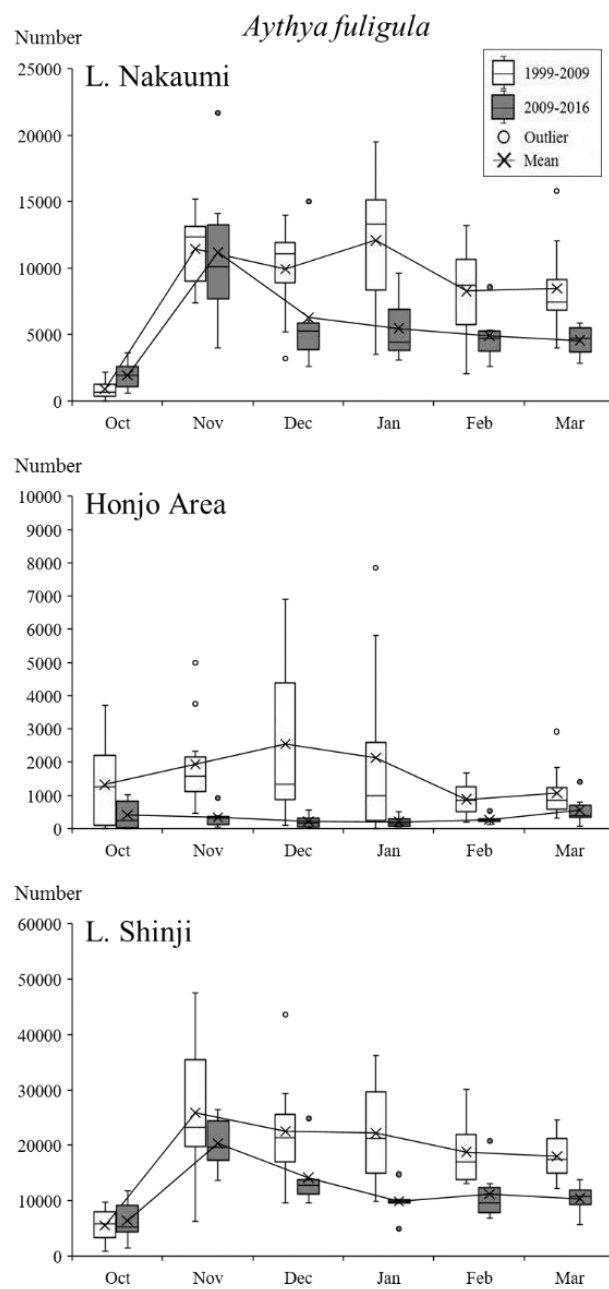 Aythya fuligula
Number
L. Nakaumi
1999-2009
2009-2016
Outlier
Mean
25000
20000
15000
10000
5000
0
Oct Nov Dec Jan Feb Mar
Number
Honjo Area
10000
9000
8000
7000
6000
5000
4000
3000
2000
1000
0
Oct Nov Dec Jan Feb Mar
Number
L. Shinji
60000
50000
40000
30000
20000
10000
0
Oct Nov Dec Jan Feb Mar